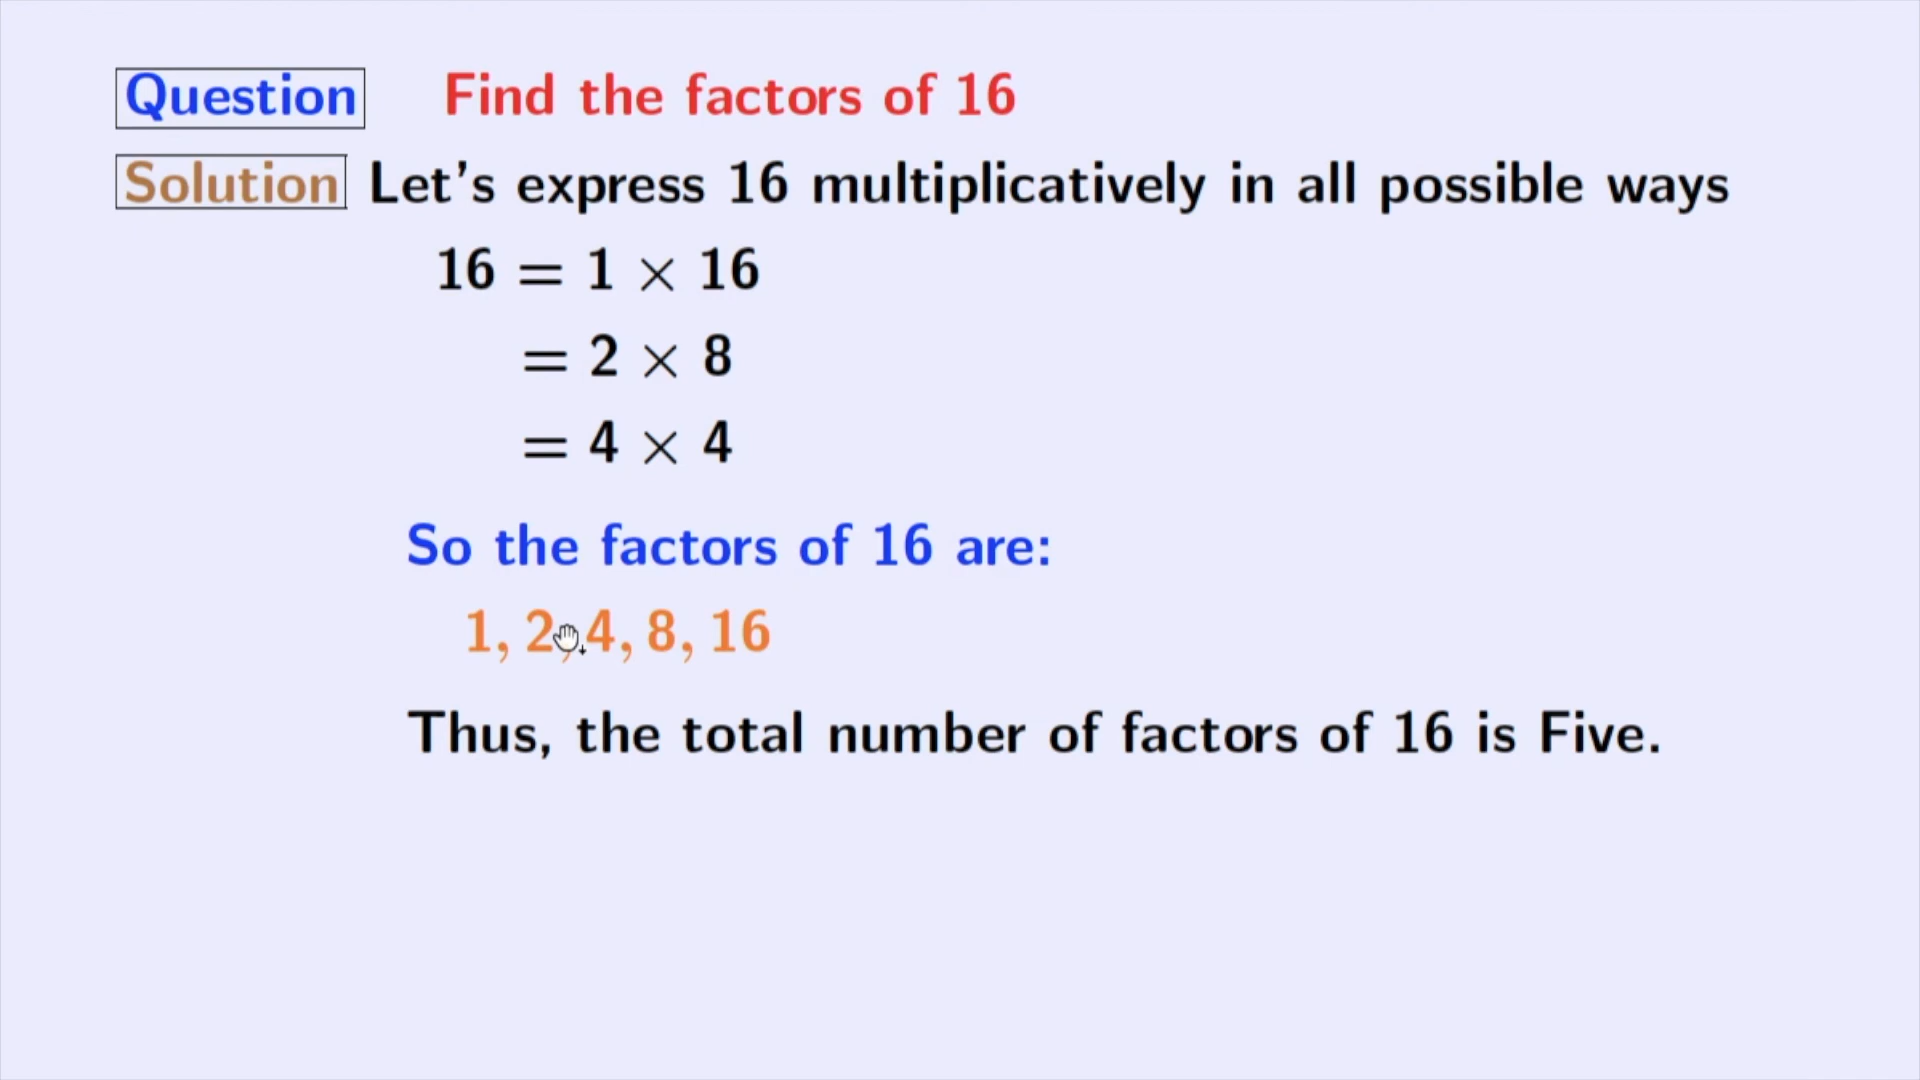 Question Find the factors of 16
Solution Let's express 16 multiplicatively in all possible ways
16 = 1 × 16
= 2 × 8
= 4 × 4
So the factors of 16 are:
1, 2, 4, 8, 16
Thus, the total number of factors of 16 is Five.